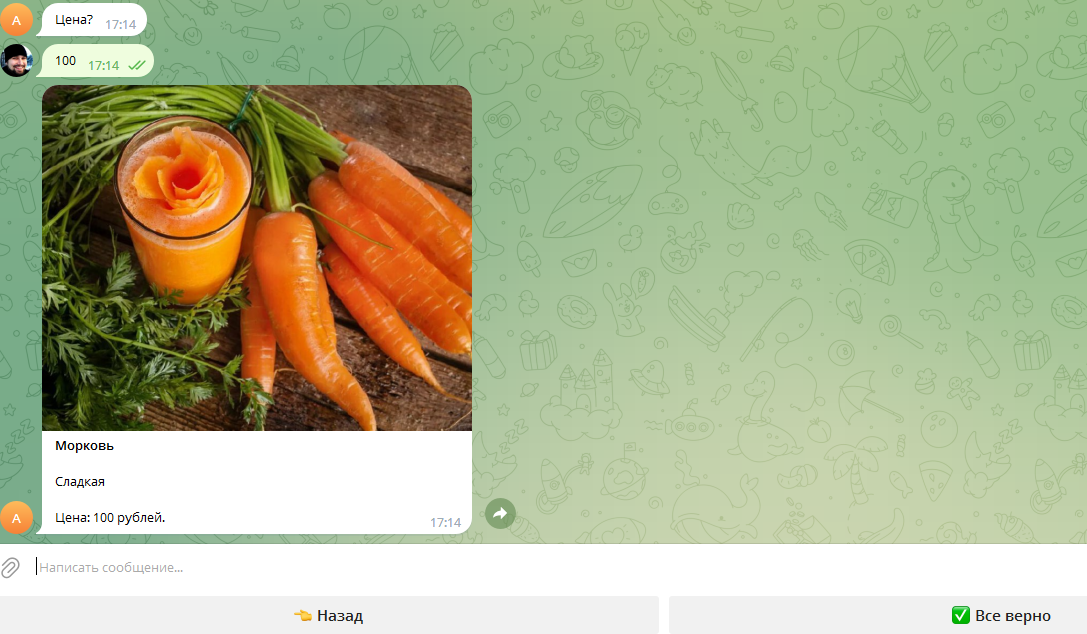 А
Цена? 17:14
100 17:14
Морковь
Сладкая
Цена: 100 рублей.
А
17:14
Написать сообщение...
Назад
Все верно